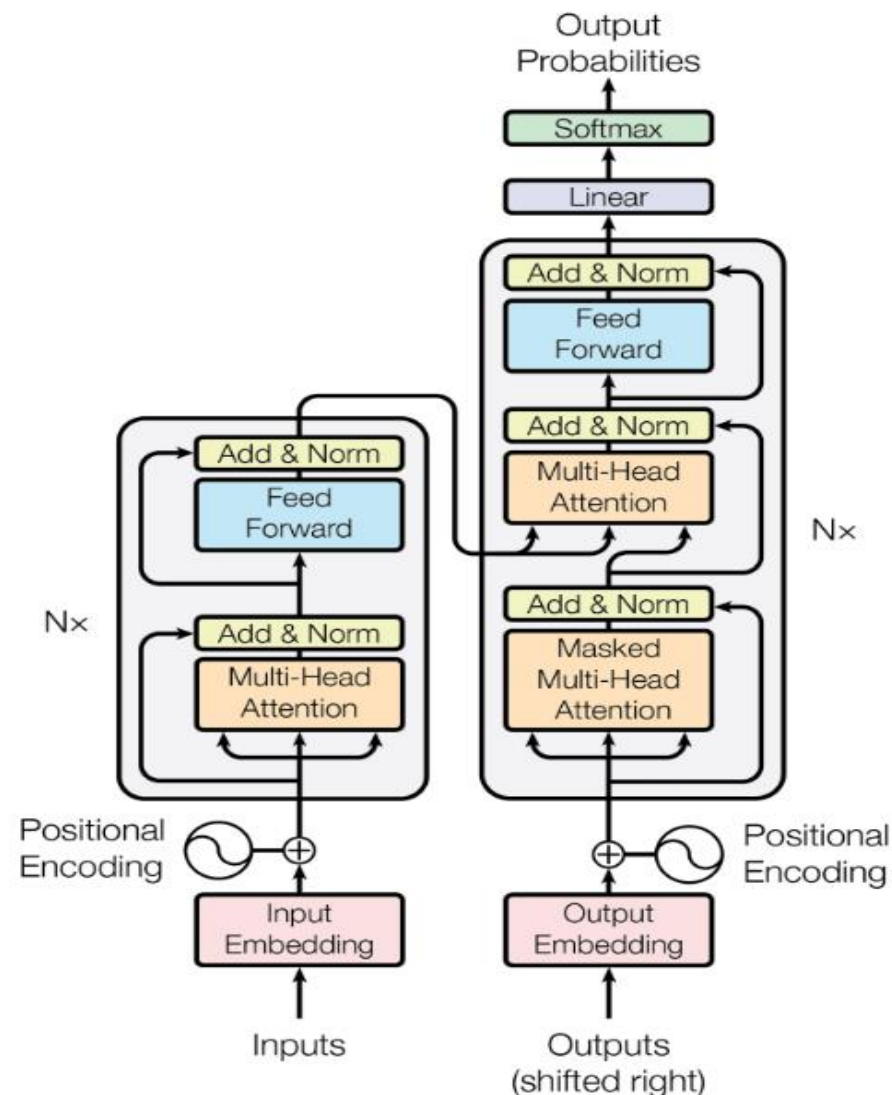 Output
Probabilities
Softmax
Linear
Add & Norm
Feed
Forward
Add & Norm
Multi-Head
Attention
Nx
Add & Norm
Masked
Multi-Head
Attention
Add & Norm
Feed
Forward
Nx
Add & Norm
Multi-Head
Attention
Positional
Encoding
Positional
Encoding
Input
Embedding
Output
Embedding
Inputs
Outputs
(shifted right)